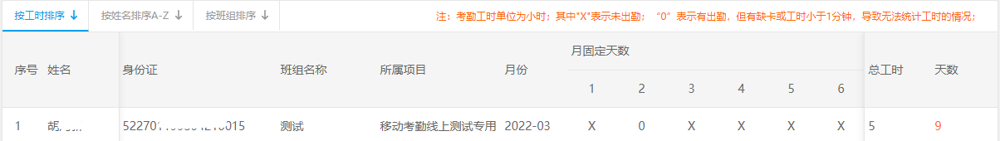 按工时排序 按姓名排序A-Z 按班组排序 注：考勤工时单位为小时；其中"X"表示未出勤；“0”表示有出勤，但有缺卡或工时小于1分钟，导致无法统计工时的情况；
月固定天数
序号 姓名 身份证 班组名称 所属项目 月份 总工时 天数
1 2 3 4 5 6
1 测试 移动考勤线上测试专用 2022-03 X 0 X X X X 5 9